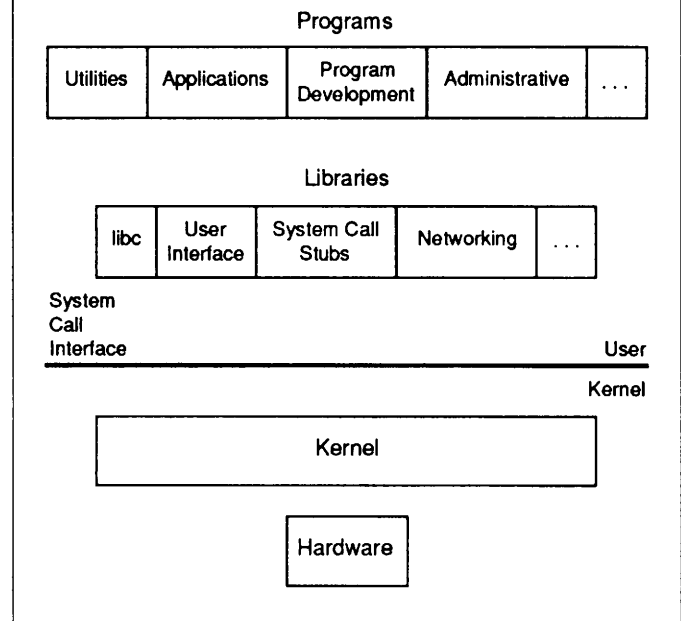 Programs
Utilities
Applications
Program
Development
Administrative
...
Libraries
libc
User
Interface
System Call
Stubs
Networking
...
System
Call
Interface
User
Kernel
Kernel
Hardware